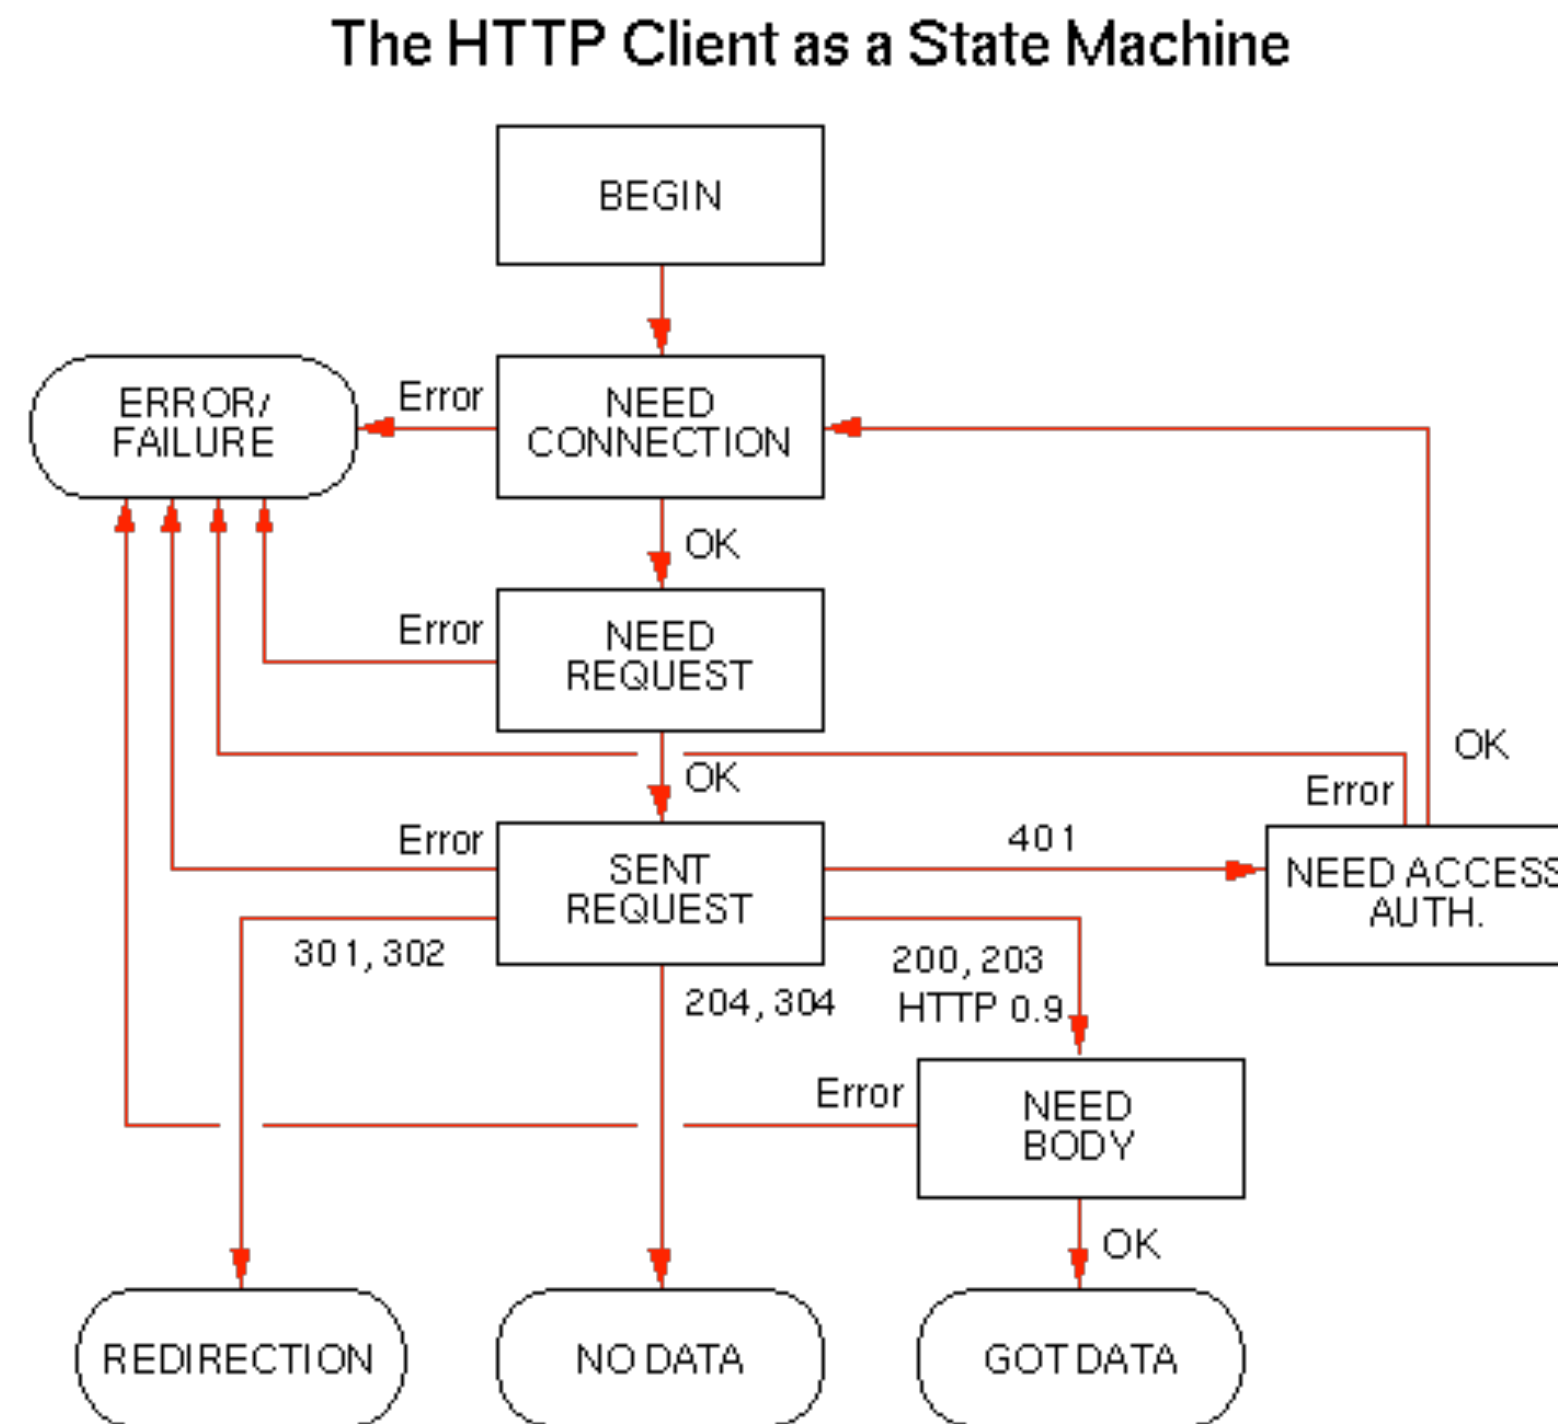 The HTTP Client as a State Machine
BEGIN
ERROR/
FAILURE
Error
NEED
CONNECTION
OK
Error
NEED
REQUEST
OK
OK
Error
Error
SENT
REQUEST
401
NEED ACCESS
AUTH.
301, 302
204, 304
200, 203
HTTP 0.9
Error
NEED
BODY
OK
REDIRECTION
NO DATA
GOT DATA